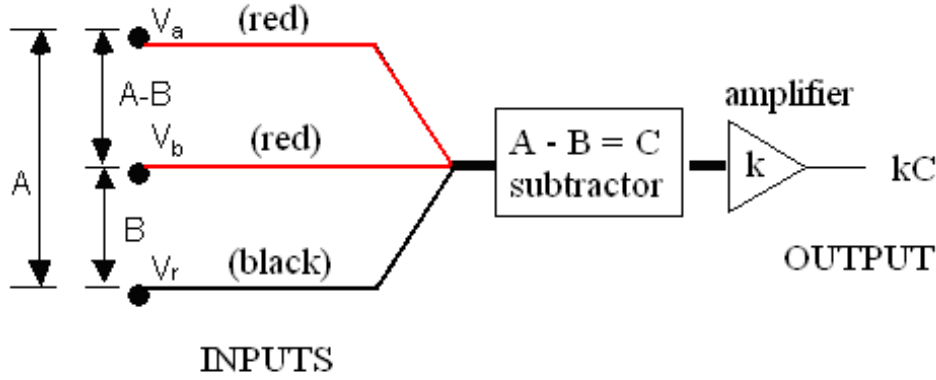 Va
(red)
A-B
amplifier
Vb
(red)
A - B = C
subtractor
k
kC
A
B
Vr
(black)
OUTPUT
INPUTS